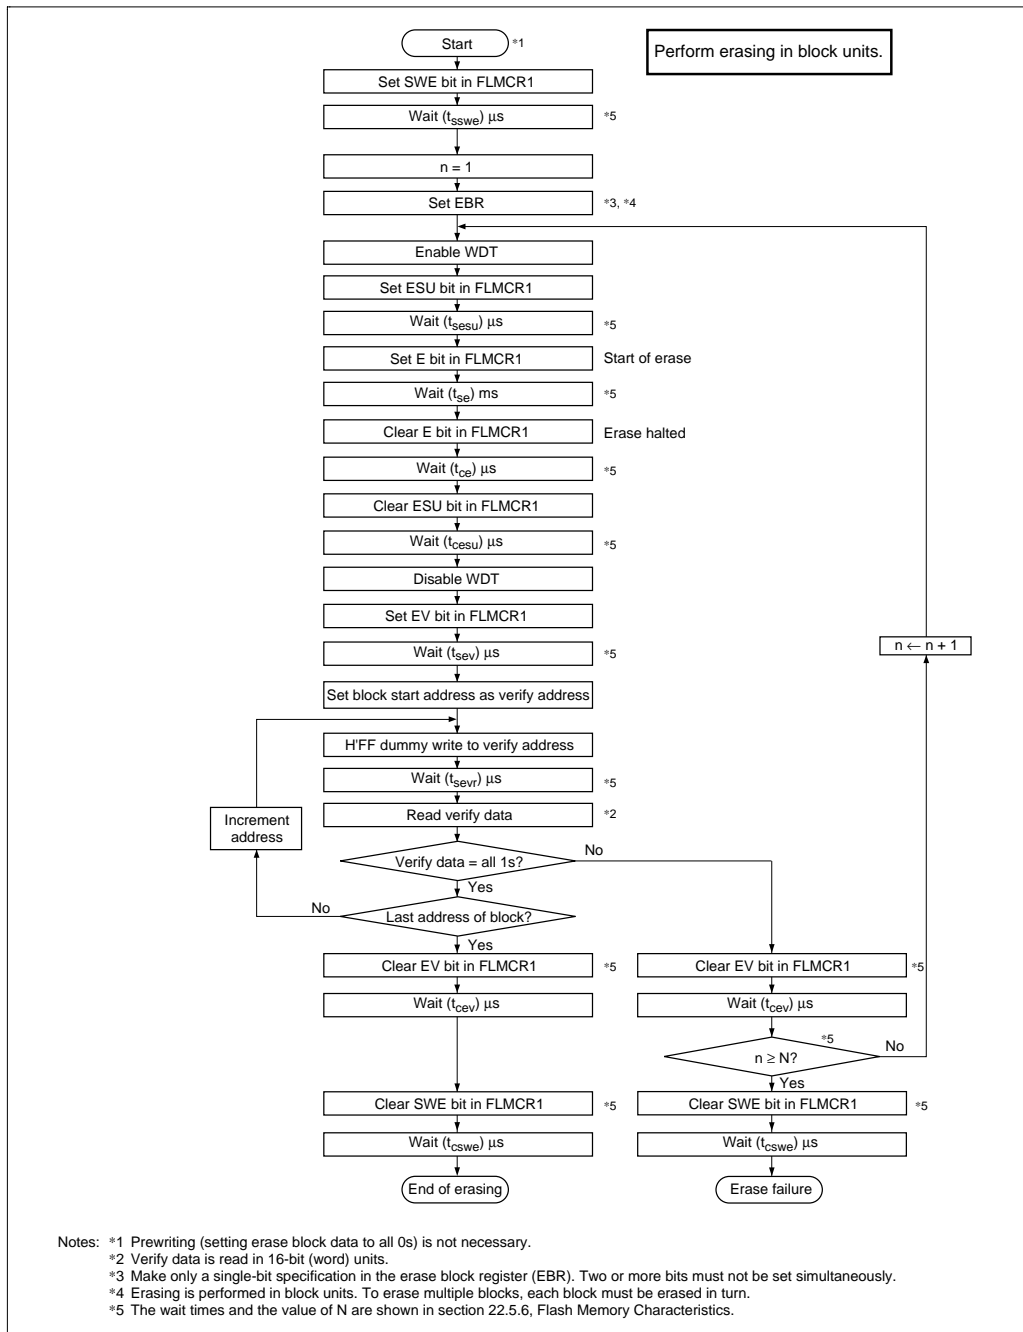 Start *1
Perform erasing in block units.
Set SWE bit in FLMCR1
Wait (tsswe) μs *5
n = 1
Set EBR *3, *4
Enable WDT
Set ESU bit in FLMCR1
Wait (tsesu) μs *5
Set E bit in FLMCR1 Start of erase
Wait (tse) ms *5
Clear E bit in FLMCR1 Erase halted
Wait (tce) μs *5
Clear ESU bit in FLMCR1
Wait (tcesu) μs *5
Disable WDT
Set EV bit in FLMCR1
Wait (tsev) μs *5
n ← n + 1
Set block start address as verify address
H'FF dummy write to verify address
Wait (tsevr) μs *5
Read verify data *2
Increment
address
Verify data = all 1s? No
Yes
No Last address of block?
Yes
Clear EV bit in FLMCR1 *5 Clear EV bit in FLMCR1 *5
Wait (tcev) μs Wait (tcev) μs
*5
n ≥ N? No
Yes
Clear SWE bit in FLMCR1 *5 Clear SWE bit in FLMCR1 *5
Wait (tcswe) μs Wait (tcswe) μs
End of erasing Erase failure
Notes: *1 Prewriting (setting erase block data to all 0s) is not necessary.
*2 Verify data is read in 16-bit (word) units.
*3 Make only a single-bit specification in the erase block register (EBR). Two or more bits must not be set simultaneously.
*4 Erasing is performed in block units. To erase multiple blocks, each block must be erased in turn.
*5 The wait times and the value of N are shown in section 22.5.6, Flash Memory Characteristics.